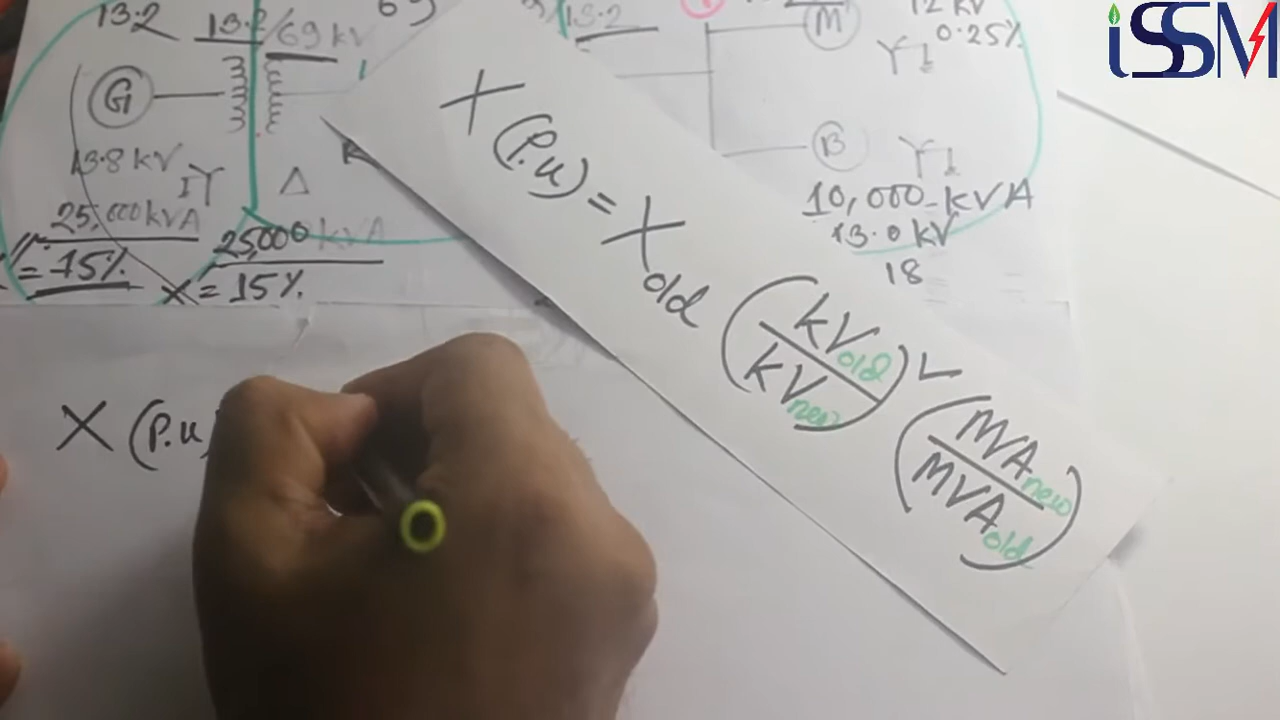 13.2
13.2/69 kV
69
13.2
M
12 kV
0.25%
iSSM
G
13.8 kV
Y
Δ
25,000 kVA
= 15%
25,000 kVA
X = 15%
B
Y
10,000 kVA
13.0 kV
18
X (P.u) = X old (kV old / kV new)² (MVA new / MVA old)
X (P.u)